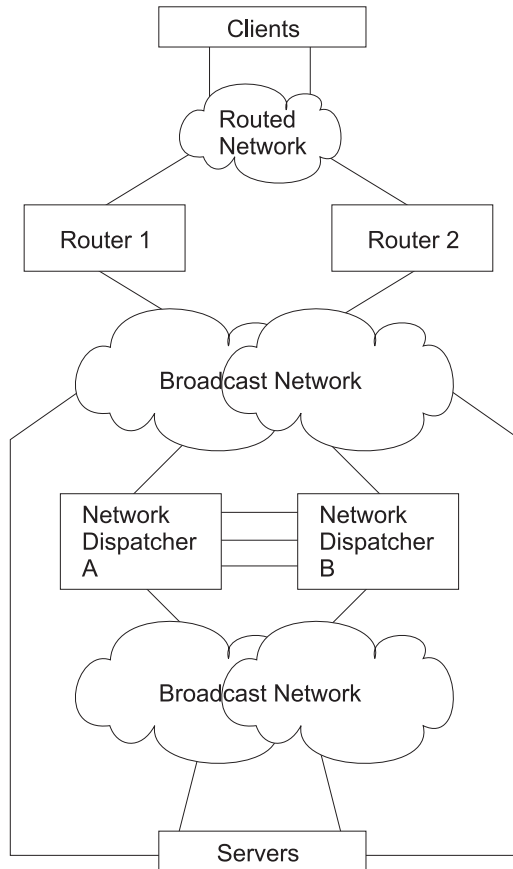 Clients
Routed
Network
Router 1
Router 2
Broadcast Network
Network
Dispatcher
A
Network
Dispatcher
B
Broadcast Network
Servers